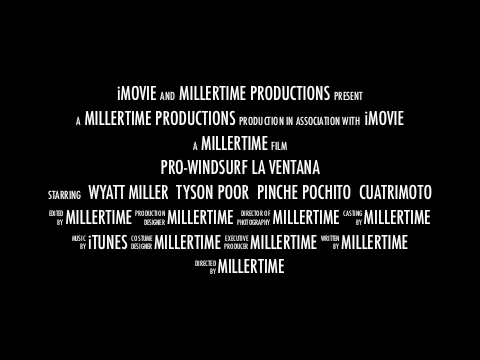 iMOVIE AND MILLERTIME PRODUCTIONS PRESENT
A MILLERTIME PRODUCTIONS PRODUCTION IN ASSOCIATION WITH iMOVIE
A MILLERTIME FILM
PRO-WINDSURF LA VENTANA
STARRING WYATT MILLER TYSON POOR PINCHE POCHITO CUATRIMOTO
EDITED BY MILLERTIME PRODUCTION DESIGNER MILLERTIME DIRECTOR OF PHOTOGRAPHY MILLERTIME CASTING BY MILLERTIME
MUSIC BY iTUNES COSTUME DESIGNER MILLERTIME EXECUTIVE PRODUCER MILLERTIME WRITTEN BY MILLERTIME
DIRECTED BY MILLERTIME